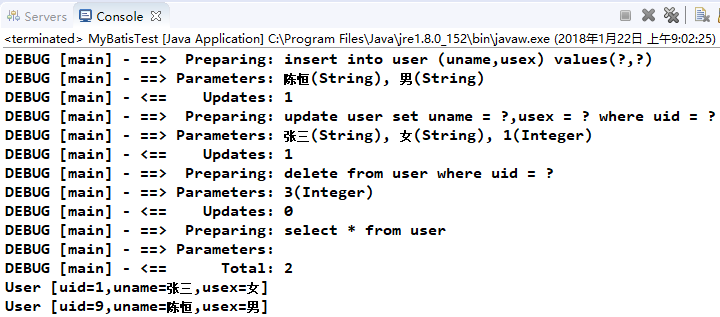 Servers Console
<terminated> MyBatisTest [Java Application] C:\Program Files\Java\jre1.8.0_152\bin\javaw.exe (2018年1月22日 上午9:02:25)
DEBUG [main] - ==>  Preparing: insert into user (uname,usex) values(?,?)
DEBUG [main] - ==> Parameters: 陈恒(String), 男(String)
DEBUG [main] - <==    Updates: 1
DEBUG [main] - ==>  Preparing: update user set uname = ?,usex = ? where uid = ?
DEBUG [main] - ==> Parameters: 张三(String), 女(String), 1(Integer)
DEBUG [main] - <==    Updates: 1
DEBUG [main] - ==>  Preparing: delete from user where uid = ?
DEBUG [main] - ==> Parameters: 3(Integer)
DEBUG [main] - <==    Updates: 0
DEBUG [main] - ==>  Preparing: select * from user
DEBUG [main] - ==> Parameters:
DEBUG [main] - <==      Total: 2
User [uid=1,uname=张三,usex=女]
User [uid=9,uname=陈恒,usex=男]